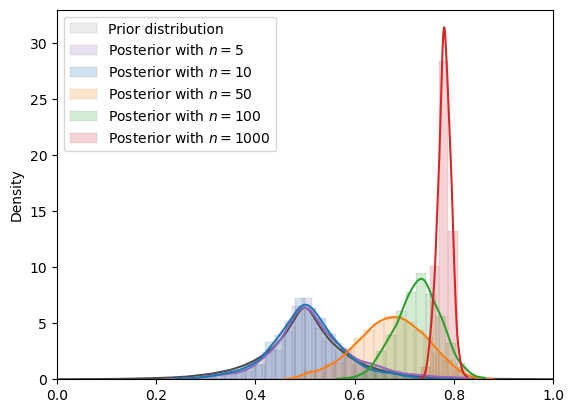 Prior distribution
Posterior with n = 5
Posterior with n = 10
Posterior with n = 50
Posterior with n = 100
Posterior with n = 1000
Density
30
25
20
15
10
5
0
0.0 0.2 0.4 0.6 0.8 1.0